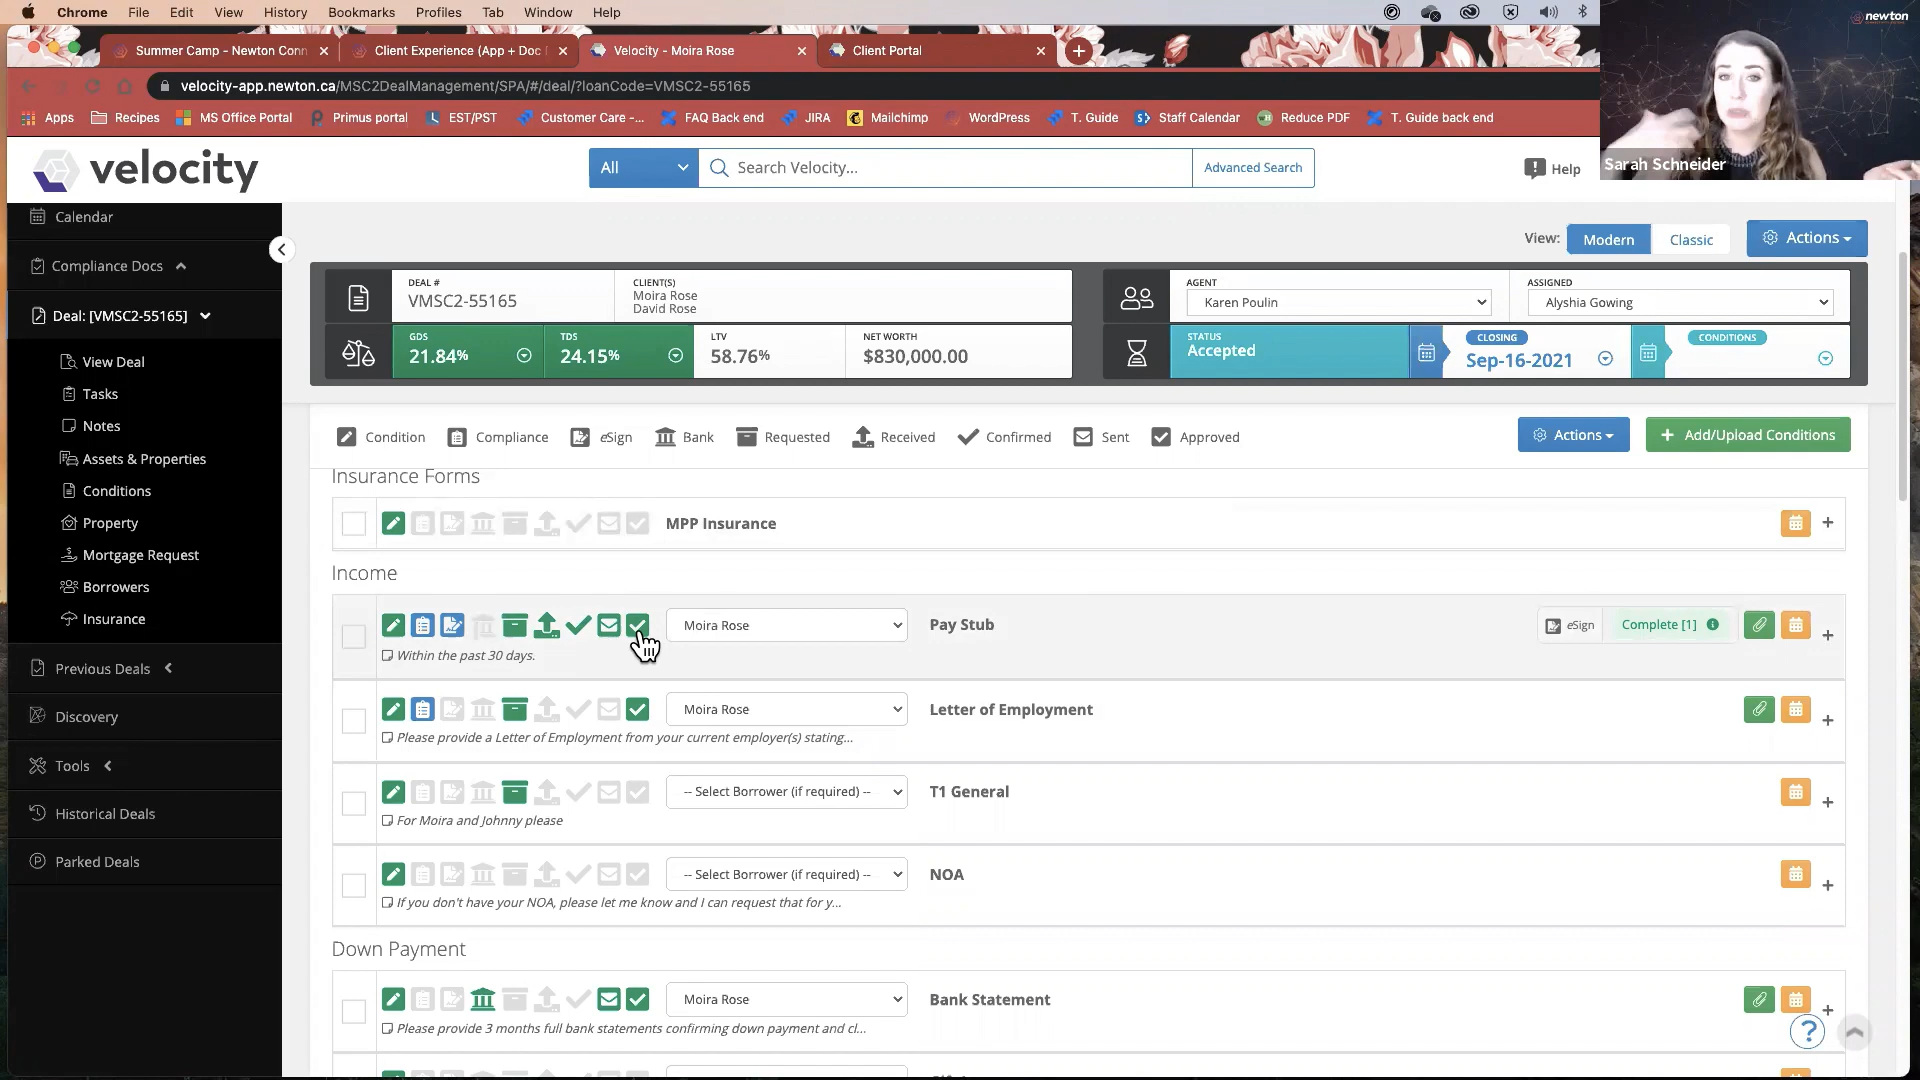 Chrome File Edit View History Bookmarks Profiles Tab Window Help
newton
Summer Camp - Newton Conn
Client Experience (App + Doc
Velocity - Moira Rose
Client Portal
velocity-app.newton.ca/MSC2DealManagement/SPA/#/deal/?loanCode=VMSC2-55165
Apps Recipes MS Office Portal Primus portal EST/PST Customer Care -... FAQ Back end JIRA Mailchimp WordPress T. Guide Staff Calendar Reduce PDF T. Guide back end
Sarah Schneider
velocity
All
Search Velocity...
Advanced Search
Help
Calendar
Compliance Docs
Deal: [VMSC2-55165]
View Deal
Tasks
Notes
Assets & Properties
Conditions
Property
Mortgage Request
Borrowers
Insurance
Previous Deals
Discovery
Tools
Historical Deals
Parked Deals
View: Modern Classic
Actions
DEAL #
VMSC2-55165
CLIENT(S)
Moira Rose
David Rose
GDS
21.84%
TDS
24.15%
LTV
58.76%
NET WORTH
$830,000.00
AGENT
Karen Poulin
ASSIGNED
Alyshia Gowing
STATUS
Accepted
CLOSING
Sep-16-2021
CONDITIONS
Condition Compliance eSign Bank Requested Received Confirmed Sent Approved
Actions
+ Add/Upload Conditions
Insurance Forms
MPP Insurance
Income
Moira Rose
Pay Stub
eSign
Complete [1]
Within the past 30 days.
Moira Rose
Letter of Employment
Please provide a Letter of Employment from your current employer(s) stating...
-- Select Borrower (if required) --
T1 General
For Moira and Johnny please
-- Select Borrower (if required) --
NOA
If you don't have your NOA, please let me know and I can request that for y...
Down Payment
Moira Rose
Bank Statement
Please provide 3 months full bank statements confirming down payment and cl...
?